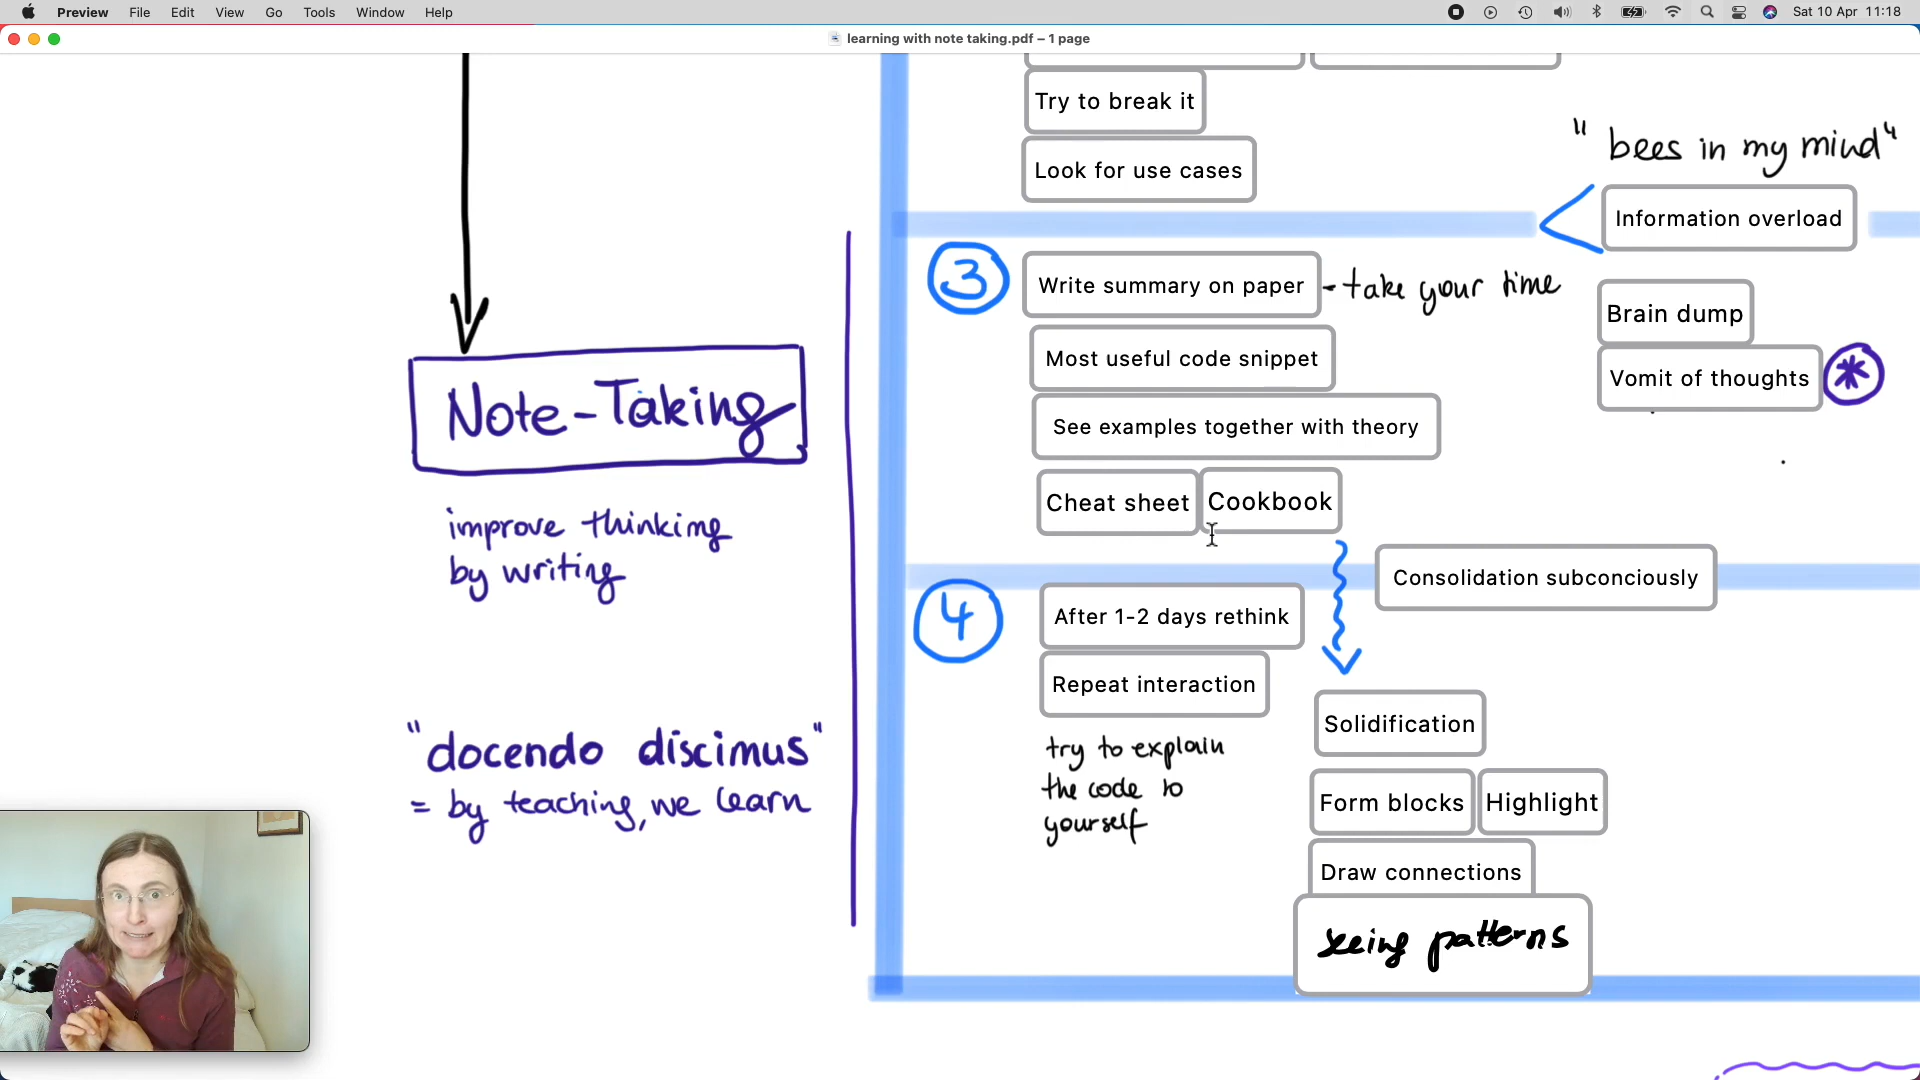 Preview File Edit View Go Tools Window Help Sat 10 Apr 11:18
learning with note taking.pdf – 1 page
Try to break it
Look for use cases
"bees in my mind"
Information overload
Brain dump
Vomit of thoughts *
3
Write summary on paper - take your time
Most useful code snippet
See examples together with theory
Cheat sheet Cookbook
Consolidation subconciously
4
After 1-2 days rethink
Repeat interaction
try to explain
the code to
yourself
Solidification
Form blocks Highlight
Draw connections
seeing patterns
Note-Taking
improve thinking
by writing
"docendo discimus"
= by teaching, we learn